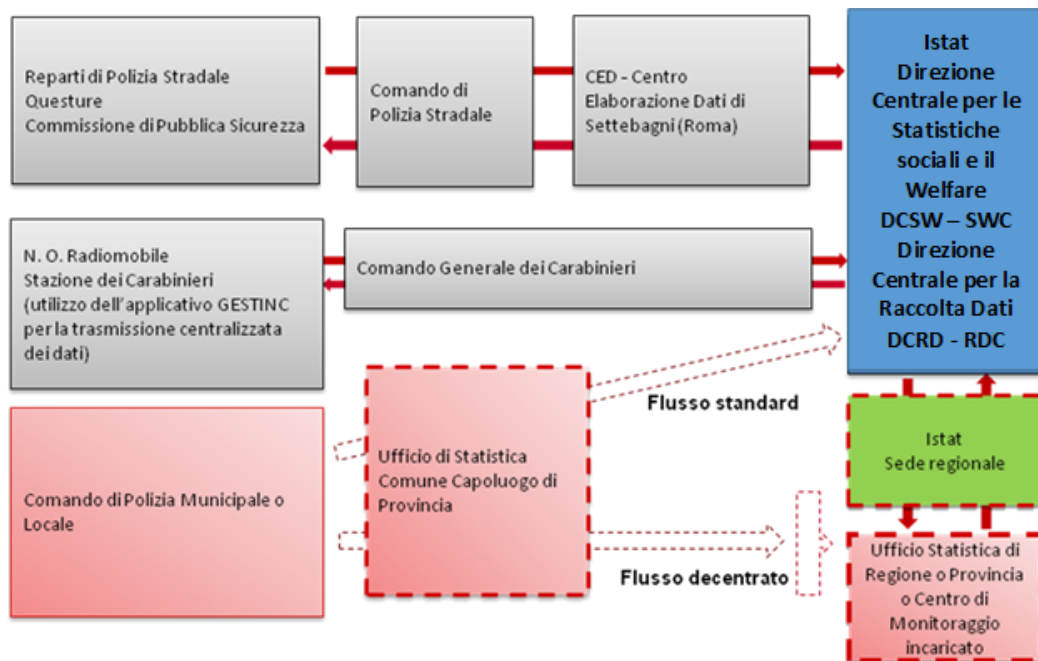 Reparti di Polizia Stradale
Questure
Commissione di Pubblica Sicurezza
Comando di
Polizia Stradale
CED - Centro
Elaborazione Dati di
Settebagni (Roma)
Istat
Direzione
Centrale per le
Statistiche
sociali e il
Welfare
DCSW – SWC
Direzione
Centrale per la
Raccolta Dati
DCRD - RDC
N. O. Radiomobile
Stazione dei Carabinieri
(utilizzo dell'applicativo GESTINC
per la trasmissione centralizzata
dei dati)
Comando Generale dei Carabinieri
Comando di Polizia Municipale o
Locale
Ufficio di Statistica
Comune Capoluogo di
Provincia
Flusso standard
Flusso decentrato
Istat
Sede regionale
Ufficio Statistica di
Regione o Provincia
o Centro di
Monitoraggio
incaricato